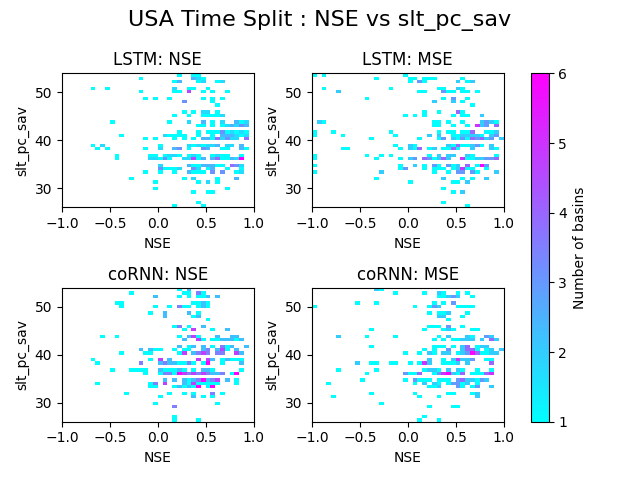 USA Time Split : NSE vs slt_pc_sav
LSTM: NSE
LSTM: MSE
slt_pc_sav
50
40
30
−1.0 −0.5 0.0 0.5 1.0
NSE
slt_pc_sav
50
40
30
−1.0 −0.5 0.0 0.5 1.0
NSE
coRNN: NSE
coRNN: MSE
slt_pc_sav
50
40
30
−1.0 −0.5 0.0 0.5 1.0
NSE
slt_pc_sav
50
40
30
−1.0 −0.5 0.0 0.5 1.0
NSE
6
5
4
3
2
1
Number of basins